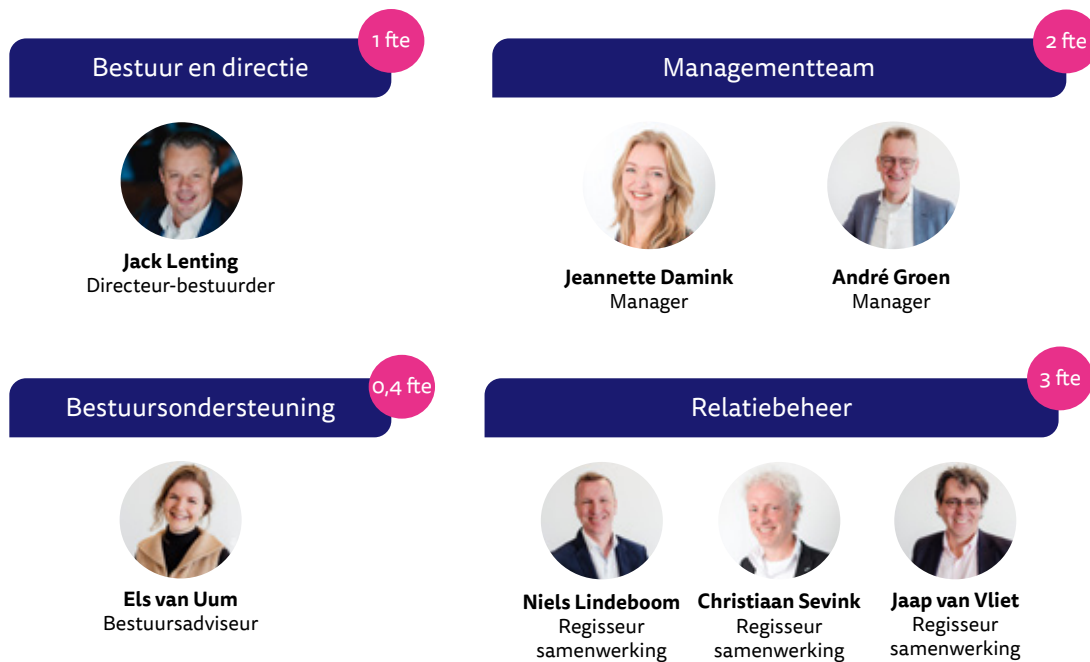 1 fte
Bestuur en directie
Jack Lenting
Directeur-bestuurder
2 fte
Managementteam
Jeannette Damink
Manager
André Groen
Manager
0,4 fte
Bestuursondersteuning
Els van Uum
Bestuursadviseur
3 fte
Relatiebeheer
Niels Lindeboom
Regisseur
samenwerking
Christiaan Sevink
Regisseur
samenwerking
Jaap van Vliet
Regisseur
samenwerking